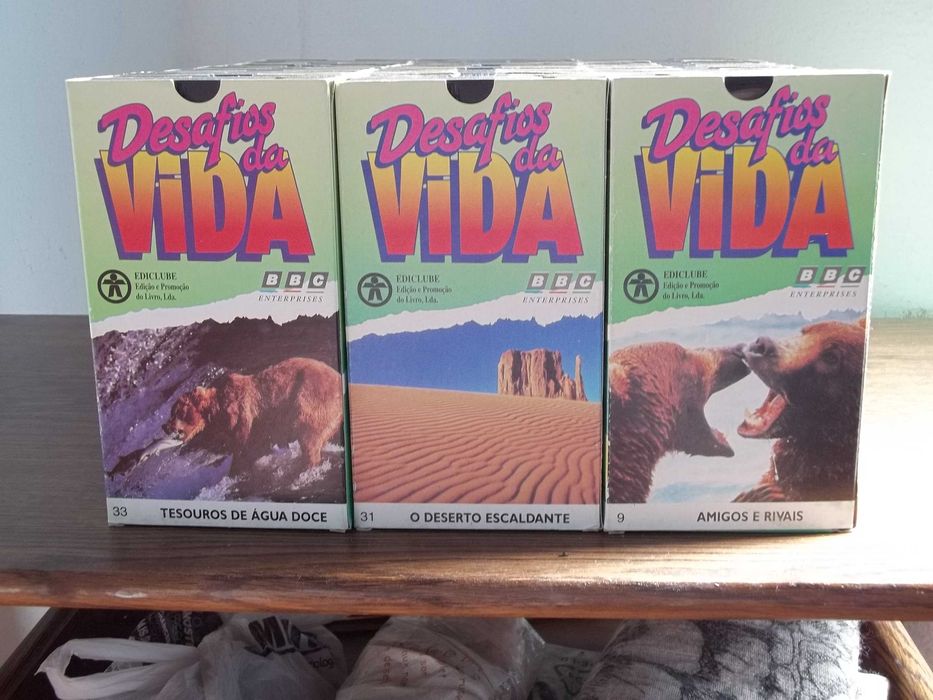 Desafios
da
ViDA
EDICLUBE
Edição e Promoção
do Livro, Lda.
BBC
ENTERPRISES
33 TESOUROS DE ÁGUA DOCE
Desafios
da
ViDA
EDICLUBE
Edição e Promoção
do Livro, Lda.
BBC
ENTERPRISES
31 O DESERTO ESCALDANTE
Desafios
da
ViDA
EDICLUBE
Edição e Promoção
do Livro, Lda.
BBC
ENTERPRISES
9 AMIGOS E RIVAIS